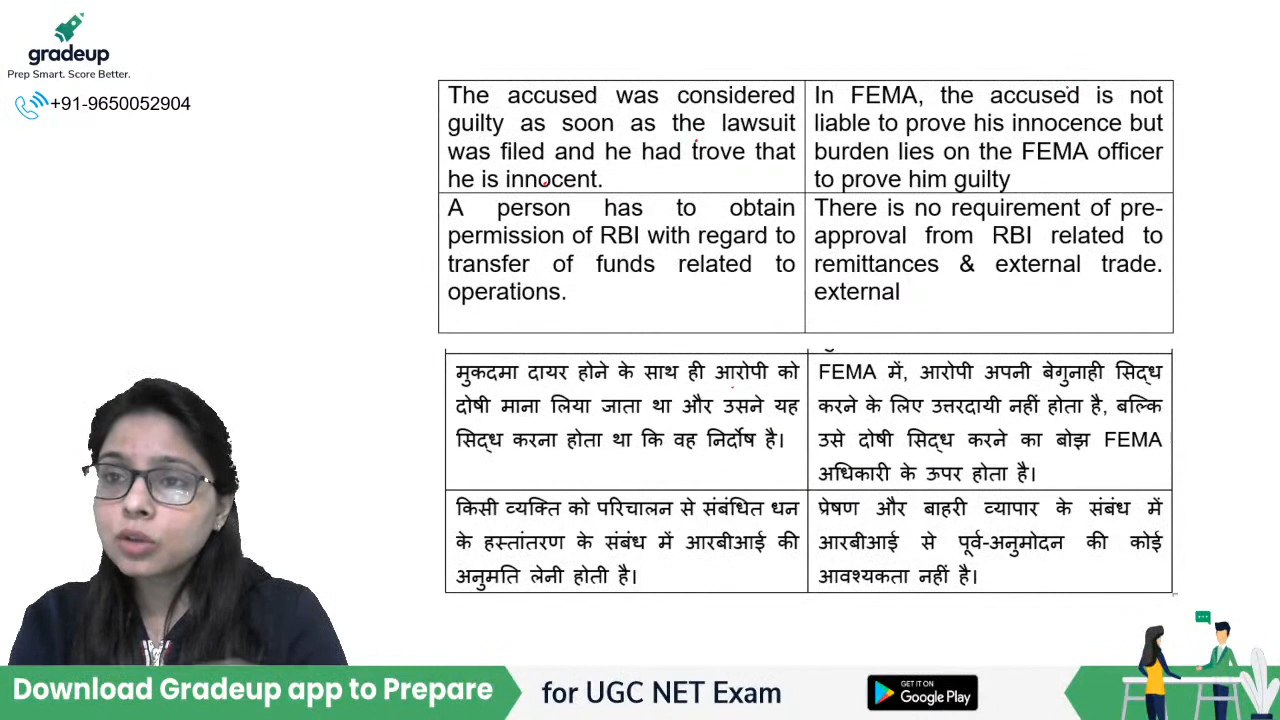 gradeup
Prep Smart. Score Better.
+91-9650052904
The accused was considered
guilty as soon as the lawsuit
was filed and he had trove that
he is innocent.
In FEMA, the accused is not
liable to prove his innocence but
burden lies on the FEMA officer
to prove him guilty
A person has to obtain
permission of RBI with regard to
transfer of funds related to
operations.
There is no requirement of pre-
approval from RBI related to
remittances & external trade.
external
मुकदमा दायर होने के साथ ही आरोपी को
दोषी माना लिया जाता था और उसने यह
सिद्ध करना होता था कि वह निर्दोष है।
FEMA में, आरोपी अपनी बेगुनाही सिद्ध
करने के लिए उत्तरदायी नहीं होता है, बल्कि
उसे दोषी सिद्ध करने का बोझ FEMA
अधिकारी के ऊपर होता है।
किसी व्यक्ति को परिचालन से संबंधित धन
के हस्तांतरण के संबंध में आरबीआई की
अनुमति लेनी होती है।
प्रेषण और बाहरी व्यापार के संबंध में
आरबीआई से पूर्व-अनुमोदन की कोई
आवश्यकता नहीं है।
Download Gradeup app to Prepare
for UGC NET Exam
GET IT ON
Google Play